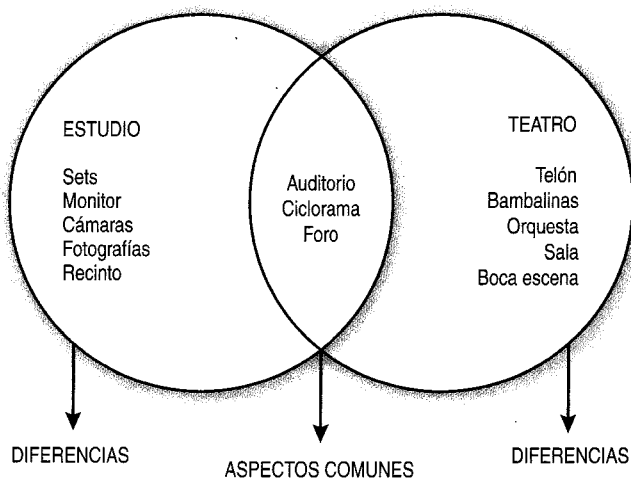 ESTUDIO
Sets
Monitor
Cámaras
Fotografías
Recinto
Auditorio
Ciclorama
Foro
TEATRO
Telón
Bambalinas
Orquesta
Sala
Boca escena
DIFERENCIAS
ASPECTOS COMUNES
DIFERENCIAS